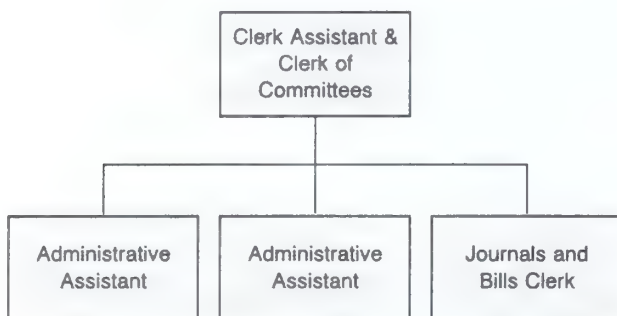 Clerk Assistant &
Clerk of
Committees
Administrative
Assistant
Administrative
Assistant
Journals and
Bills Clerk